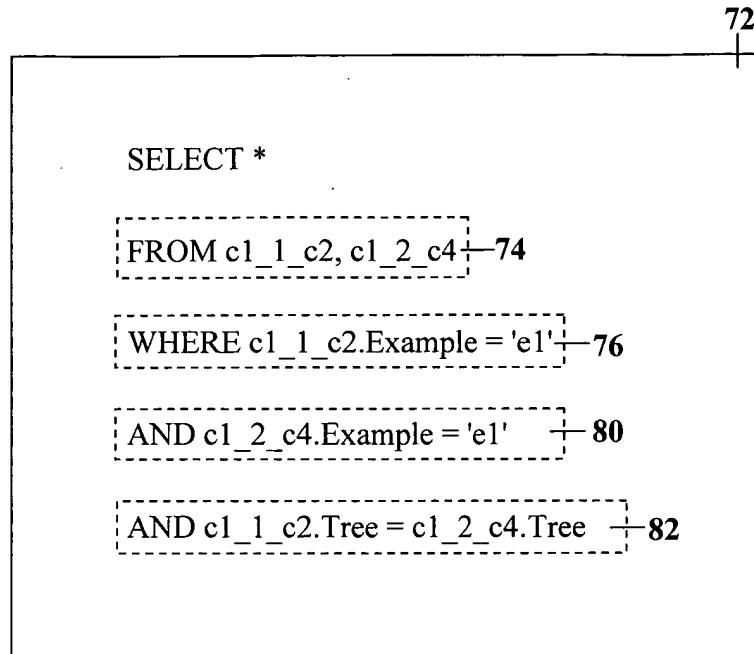 72
SELECT *
FROM c1_1_c2, c1_2_c4 74
WHERE c1_1_c2.Example = 'e1' 76
AND c1_2_c4.Example = 'e1' 80
AND c1_1_c2.Tree = c1_2_c4.Tree 82